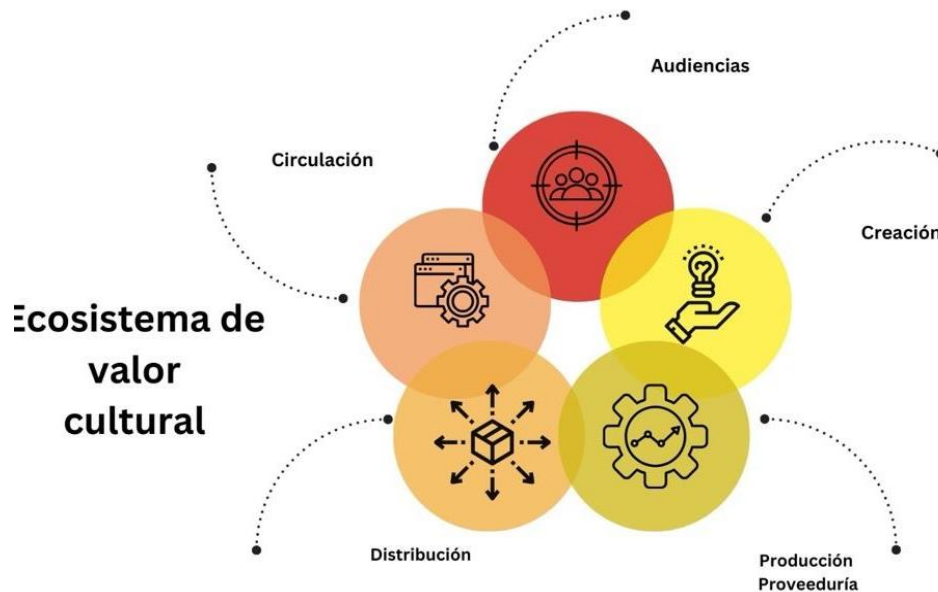 Audiencias
Circulación
Creación
Ecosistema de
valor
cultural
Distribución
Producción
Proveeduría